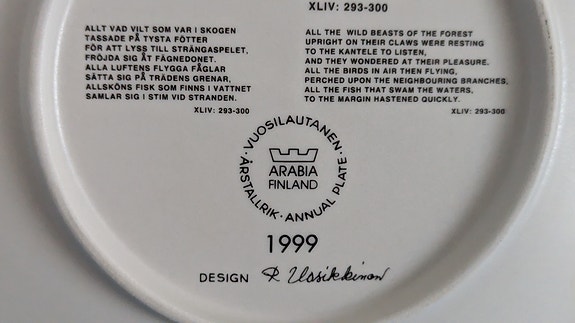 XLIV: 293-300
ALLT VAD VILT SOM VAR I SKOGEN
TASSADE PÅ TYSTA FÖTTER
FÖR ATT LYSS TILL STRÄNGASPELET,
FRÖJDA SIG ÅT FÄGNEDONET.
ALLA LUFTENS FLYGGA FÅGLAR
SÄTTA SIG PÅ TRÄDENS GRENAR,
ALLSKÖNS FISK SOM FINNS I VATTNET
SAMLAR SIG I STIM VID STRANDEN.
XLIV: 293-300
ALL THE WILD BEASTS OF THE FOREST
UPRIGHT ON THEIR CLAWS WERE RESTING
TO THE KANTELE TO LISTEN,
AND THEY WONDERED AT THEIR PLEASURE.
ALL THE BIRDS IN AIR THEN FLYING,
PERCHED UPON THE NEIGHBOURING BRANCHES,
ALL THE FISH THAT SWAM THE WATERS,
TO THE MARGIN HASTENED QUICKLY.
XLIV: 293-300
· VUOSILAUTANEN ·
ÅRSTALLRIK · ANNUAL PLATE
ARABIA
FINLAND
1999
DESIGN R Uosikkinen